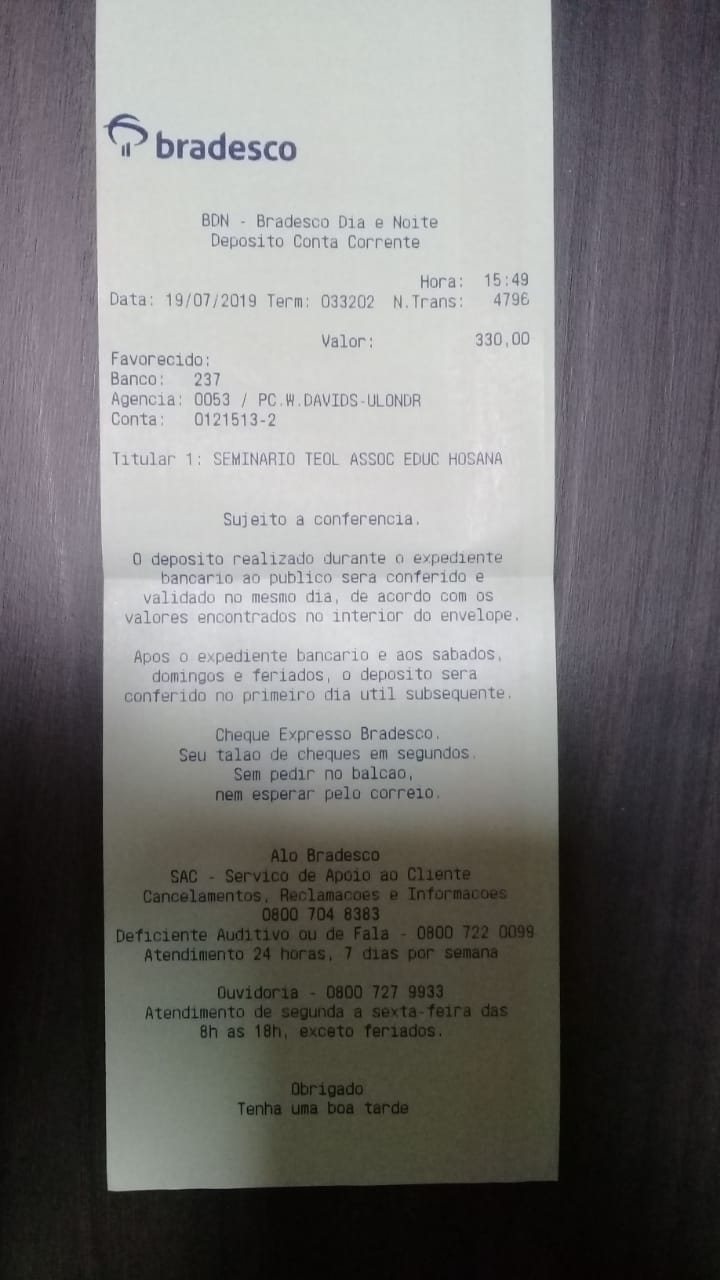 bradesco
BDN - Bradesco Dia e Noite
Deposito Conta Corrente
Hora: 15:49
Data: 19/07/2019 Term: 033202 N.Trans: 4796
Valor: 330,00
Favorecido:
Banco: 237
Agencia: 0053 / PC.W.DAVIDS-ULONDR
Conta: 0121513-2
Titular 1: SEMINARIO TEOL ASSOC EDUC HOSANA
Sujeito a conferencia.
O deposito realizado durante o expediente
bancario ao publico sera conferido e
validado no mesmo dia, de acordo com os
valores encontrados no interior do envelope.
Apos o expediente bancario e aos sabados,
domingos e feriados, o deposito sera
conferido no primeiro dia util subsequente.
Cheque Expresso Bradesco.
Seu talao de cheques em segundos.
Sem pedir no balcao,
nem esperar pelo correio.
Alo Bradesco
SAC - Servico de Apoio ao Cliente
Cancelamentos, Reclamacoes e Informacoes
0800 704 8383
Deficiente Auditivo ou de Fala - 0800 722 0099
Atendimento 24 horas, 7 dias por semana
Ouvidoria - 0800 727 9933
Atendimento de segunda a sexta-feira das
8h as 18h, exceto feriados.
Obrigado
Tenha uma boa tarde